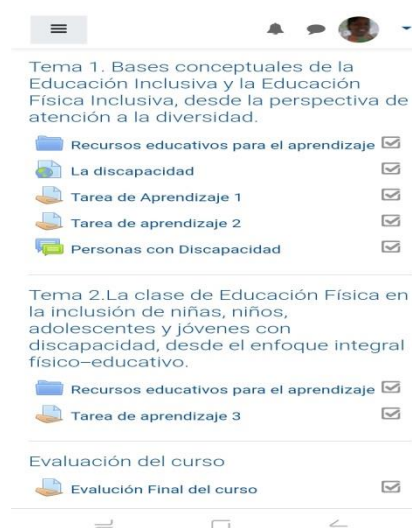 Tema 1. Bases conceptuales de la
Educación Inclusiva y la Educación
Física Inclusiva, desde la perspectiva de
atención a la diversidad.
Recursos educativos para el aprendizaje
La discapacidad
Tarea de Aprendizaje 1
Tarea de aprendizaje 2
Personas con Discapacidad
Tema 2.La clase de Educación Física en
la inclusión de niñas, niños,
adolescentes y jóvenes con
discapacidad, desde el enfoque integral
físico–educativo.
Recursos educativos para el aprendizaje
Tarea de aprendizaje 3
Evaluación del curso
Evalución Final del curso